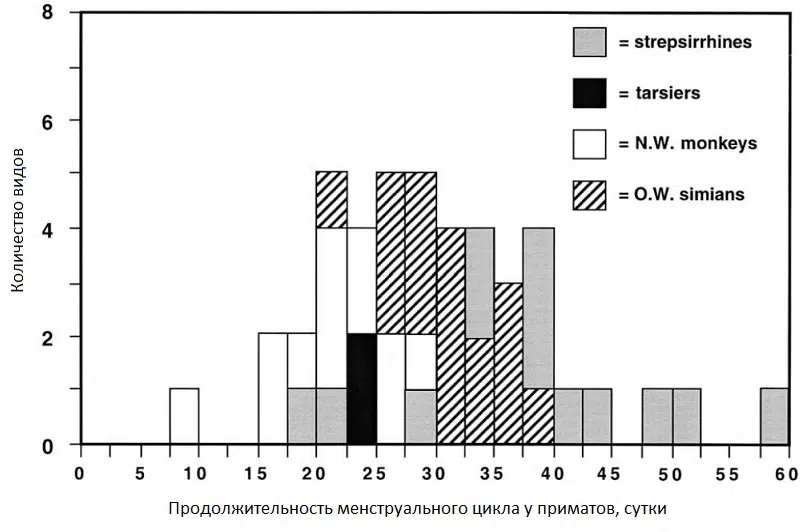 8
6
4
2
0
Количество видов
= strepsirrhines
= tarsiers
= N.W. monkeys
= O.W. simians
0 5 10 15 20 25 30 35 40 45 50 55 60
Продолжительность менструального цикла у приматов, сутки